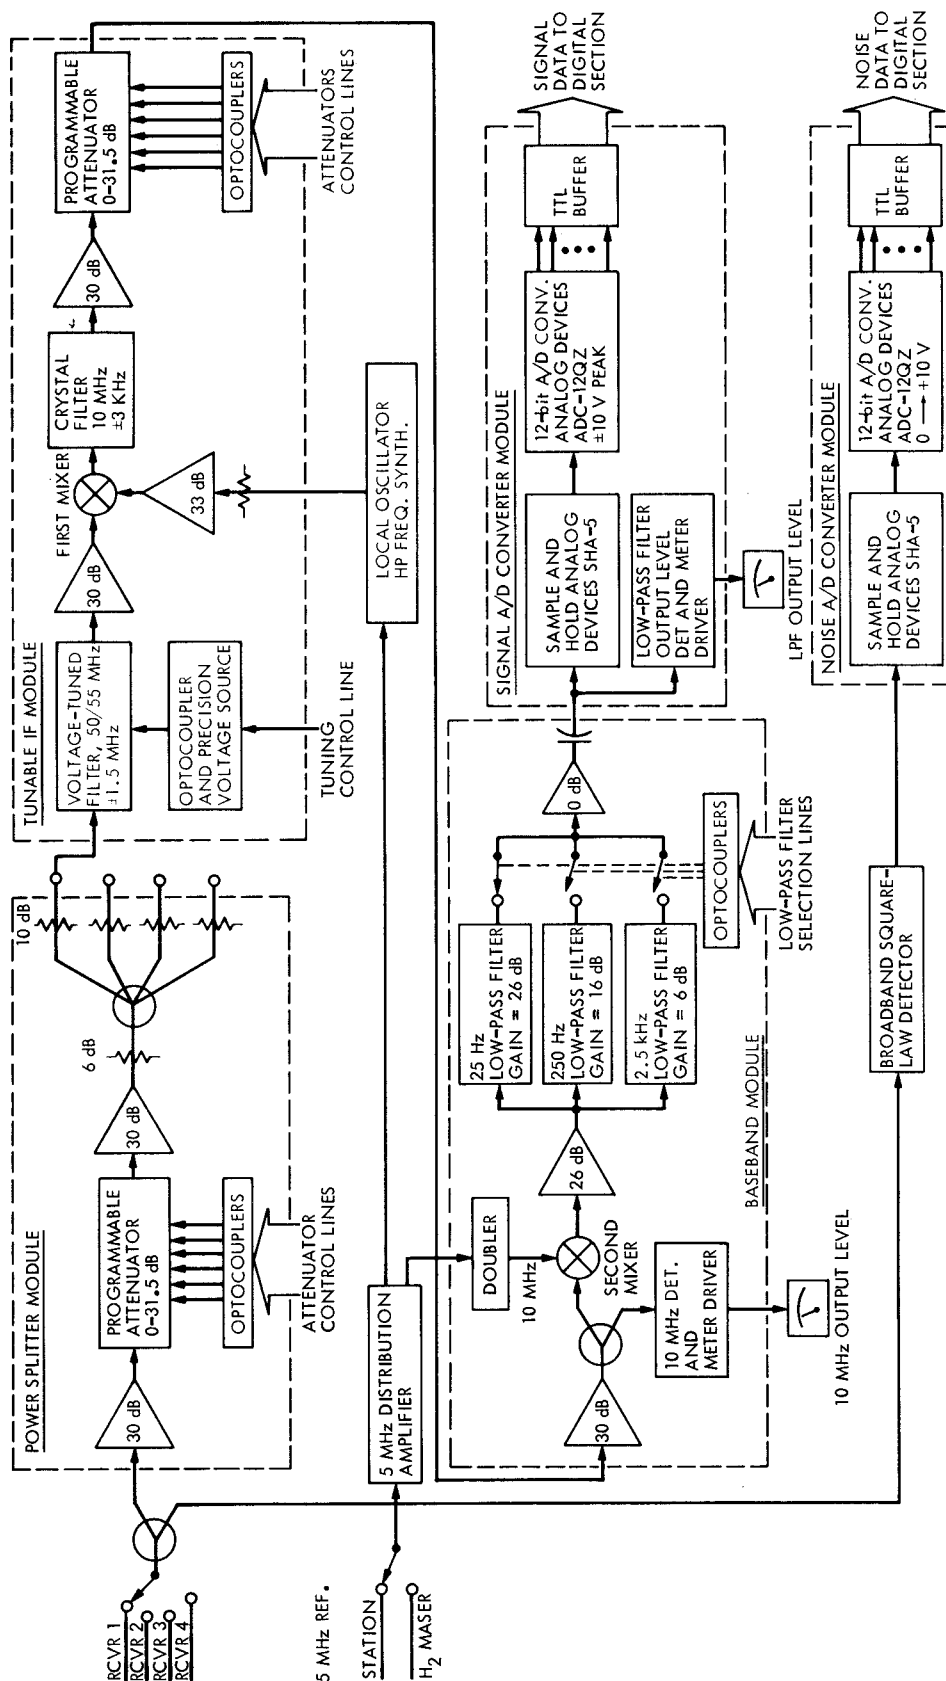 RCVR 1
RCVR 2
RCVR 3
RCVR 4
POWER SPLITTER MODULE
30 dB
PROGRAMMABLE
ATTENUATOR
0-31.5 dB
OPTOCOUPLERS
ATTENUATOR
CONTROL LINES
30 dB
6 dB
10 dB
TUNABLE IF MODULE
VOLTAGE-TUNED
FILTER, 50/55 MHz
±1.5 MHz
OPTOCOUPLER
AND PRECISION
VOLTAGE SOURCE
TUNING
CONTROL LINE
30 dB
FIRST MIXER
33 dB
CRYSTAL
FILTER
10 MHz
±3 KHz
30 dB
PROGRAMMABLE
ATTENUATOR
0-31.5 dB
OPTOCOUPLERS
ATTENUATORS
CONTROL LINES
LOCAL OSCILLATOR
HP FREQ. SYNTH.
5 MHz REF.
STATION
H2 MASER
5 MHz DISTRIBUTION
AMPLIFIER
30 dB
DOUBLER
10 MHz
SECOND
MIXER
10 MHz DET.
AND
METER DRIVER
10 MHz OUTPUT LEVEL
26 dB
25 Hz
LOW-PASS FILTER
GAIN = 26 dB
250 Hz
LOW-PASS FILTER
GAIN = 16 dB
2.5 kHz
LOW-PASS FILTER
GAIN = 6 dB
BASEBAND MODULE
0 dB
OPTOCOUPLERS
LOW-PASS FILTER
SELECTION LINES
SIGNAL A/D CONVERTER MODULE
SAMPLE AND
HOLD ANALOG
DEVICES SHA-5
LOW-PASS FILTER
OUTPUT LEVEL
DET AND METER
DRIVER
LPF OUTPUT LEVEL
12-bit A/D CONV.
ANALOG DEVICES
ADC-12QZ
±10 V PEAK
TTL
BUFFER
SIGNAL
DATA TO
DIGITAL
SECTION
BROADBAND SQUARE-
LAW DETECTOR
NOISE A/D CONVERTER MODULE
SAMPLE AND
HOLD ANALOG
DEVICES SHA-5
12-bit A/D CONV.
ANALOG DEVICES
ADC-12QZ
0 → +10 V
TTL
BUFFER
NOISE
DATA TO
DIGITAL
SECTION